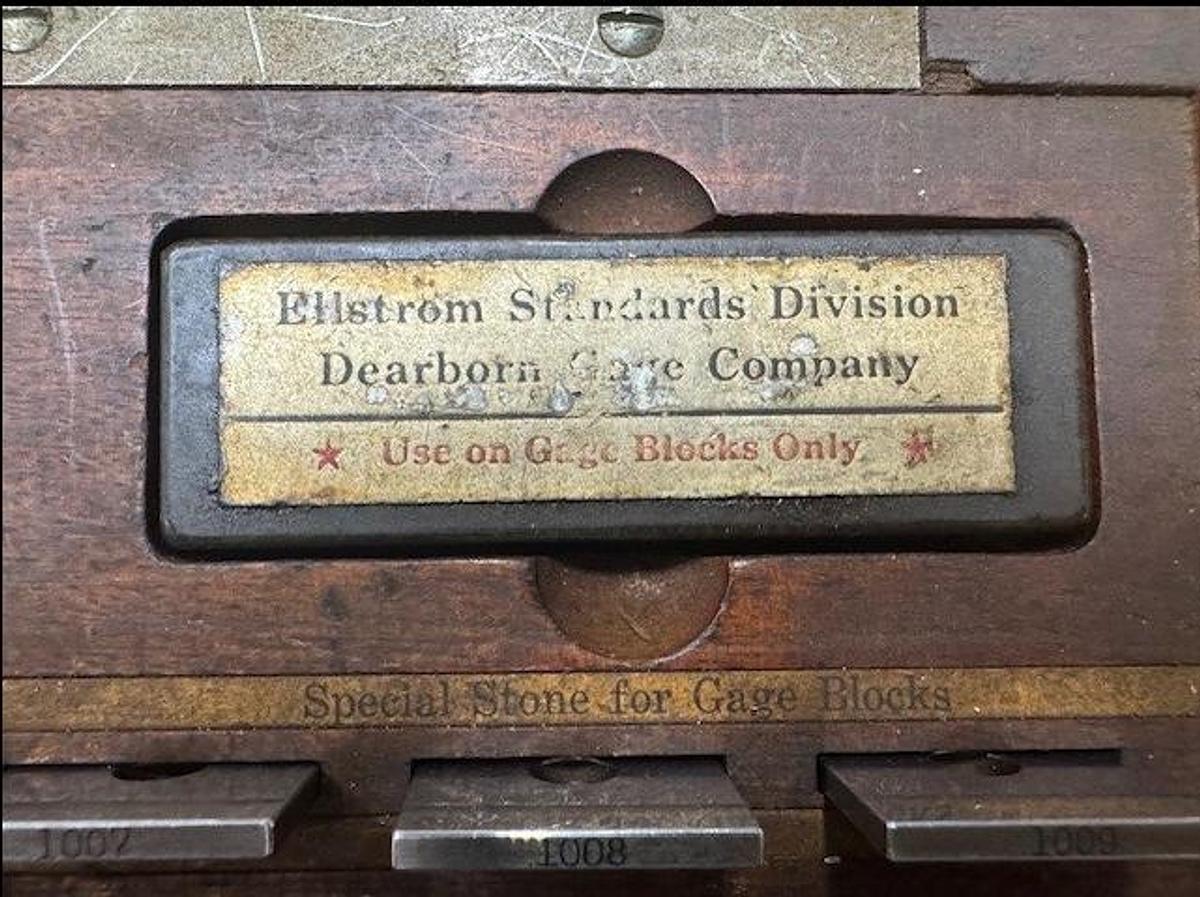 Ellstrom Standards Division
Dearborn Gage Company
★ Use on Gage Blocks Only ★
Special Stone for Gage Blocks
1007 1008 1009